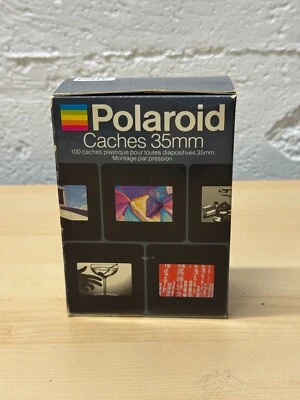 Polaroid
Caches 35mm
100 caches plastique pour toutes diapositives 35mm
Montage par pression